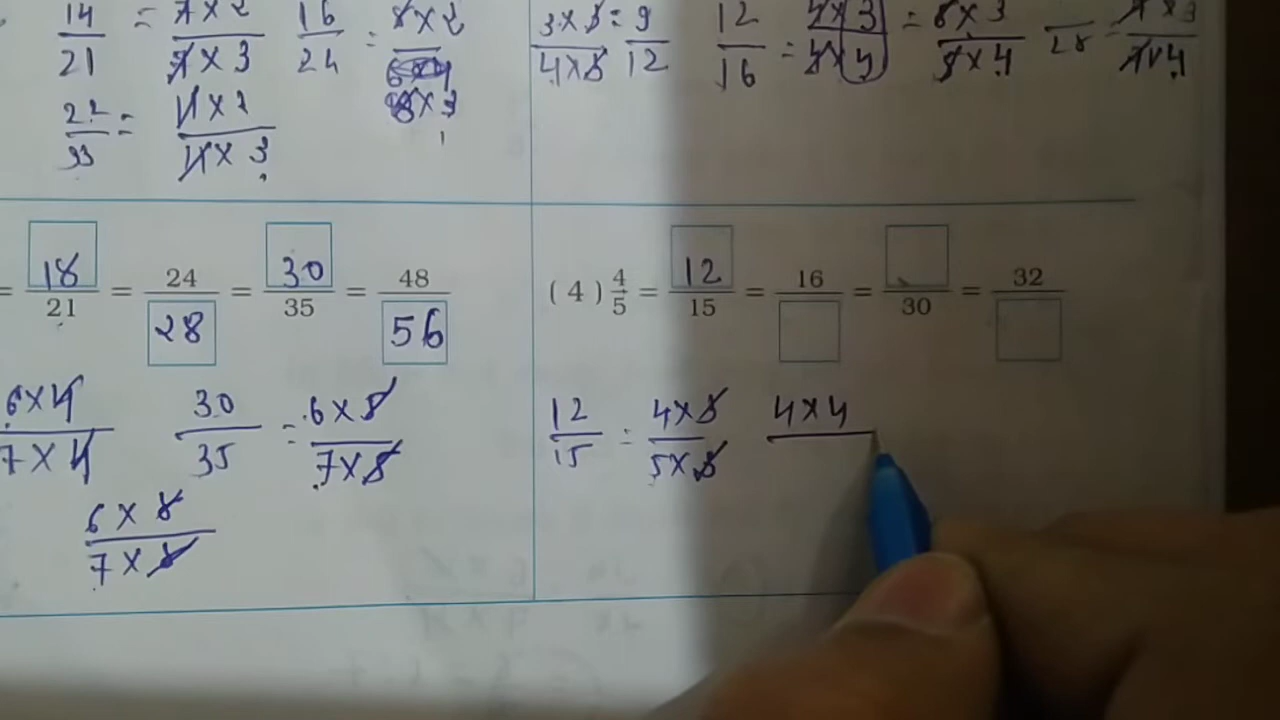 14/21 = 7×2/7×3 16/24 = 8×2/8×3
3×3/4×3 = 9/12 12/16 = 4×3/4×4 = 3/28
22/33 = 11×2/11×3
= 18/21 = 24/28 = 30/35 = 48/56
(4) 4/5 = 12/15 = 16/□ = □/30 = 32/□
6×4/7×4 30/35 = 6×5/7×5
12/15 = 4×3/5×3 4×4
6×8/7×8